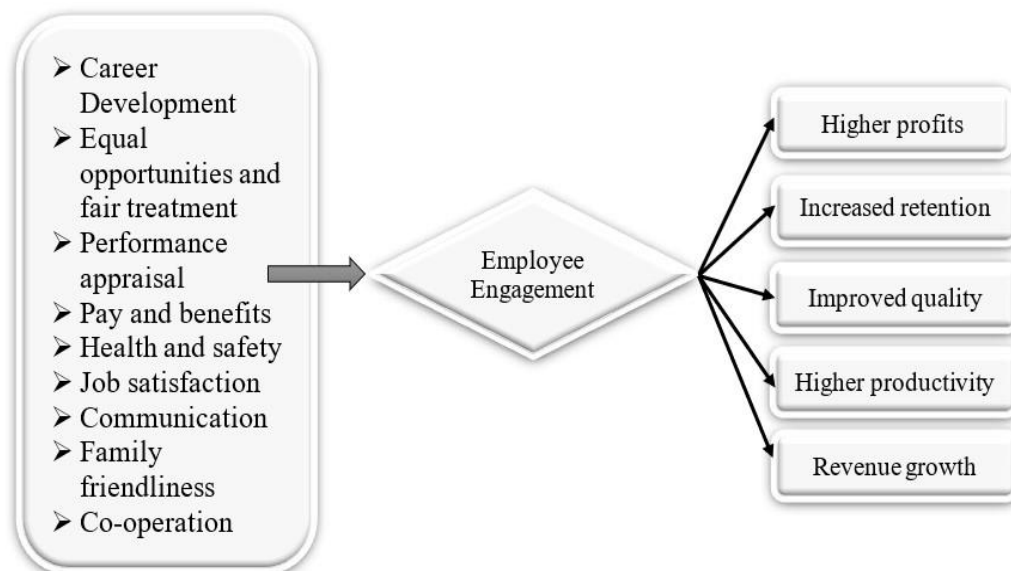 ➢ Career
Development
➢ Equal
opportunities and
fair treatment
➢ Performance
appraisal
➢ Pay and benefits
➢ Health and safety
➢ Job satisfaction
➢ Communication
➢ Family
friendliness
➢ Co-operation
Employee
Engagement
Higher profits
Increased retention
Improved quality
Higher productivity
Revenue growth